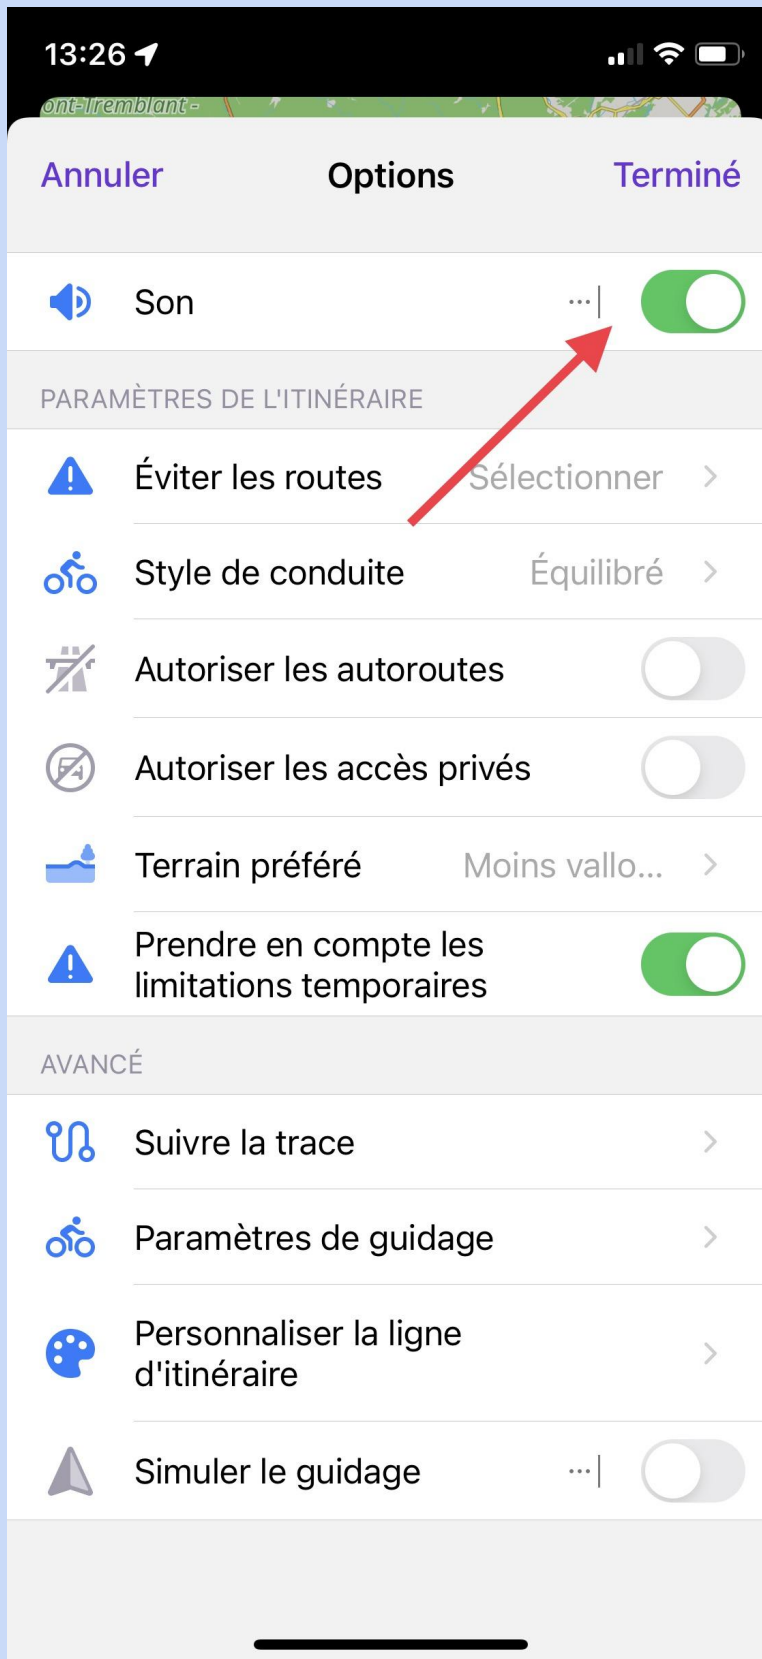 13:26
ont-Tremblant -
Annuler Options Terminé
Son ...|
PARAMÈTRES DE L'ITINÉRAIRE
Éviter les routes Sélectionner
Style de conduite Équilibré
Autoriser les autoroutes
Autoriser les accès privés
Terrain préféré Moins vallo...
Prendre en compte les
limitations temporaires
AVANCÉ
Suivre la trace
Paramètres de guidage
Personnaliser la ligne
d'itinéraire
Simuler le guidage ...|